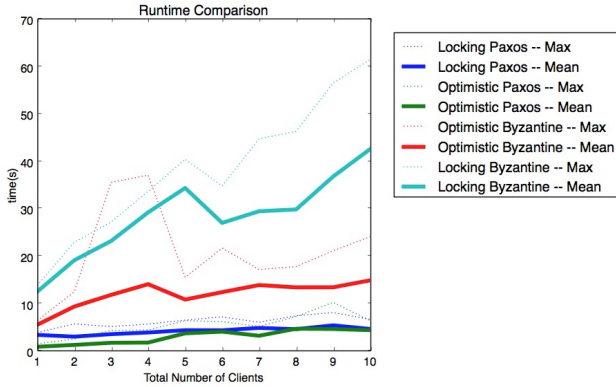 Runtime Comparison
70
60
50
40
30
20
10
0
time(s)
1 2 3 4 5 6 7 8 9 10
Total Number of Clients
Locking Paxos -- Max
Locking Paxos -- Mean
Optimistic Paxos -- Max
Optimistic Paxos -- Mean
Optimistic Byzantine -- Max
Optimistic Byzantine -- Mean
Locking Byzantine -- Max
Locking Byzantine -- Mean